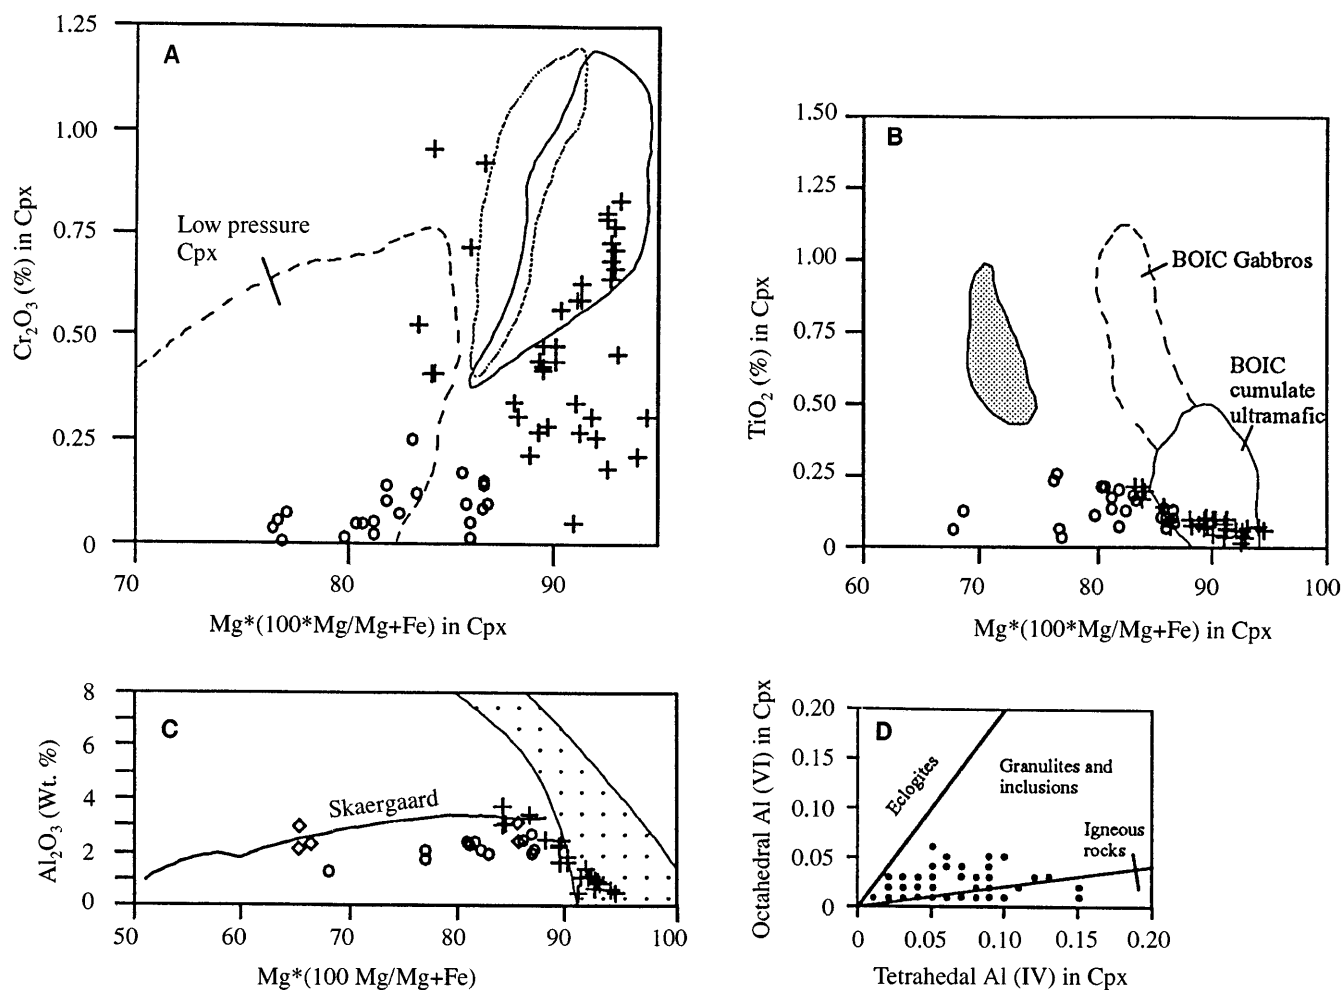 A
1.25
1.00
0.75
0.50
0.25
0
Cr2O3 (%) in Cpx
Low pressure
Cpx
70
80
90
Mg*(100*Mg/Mg+Fe) in Cpx
B
1.50
1.25
1.00
0.75
0.50
0.25
0
TiO2 (%) in Cpx
BOIC Gabbros
BOIC
cumulate
ultramafic
60
70
80
90
100
Mg*(100*Mg/Mg+Fe) in Cpx
C
8
6
4
2
0
Al2O3 (Wt. %)
Skaergaard
50
60
70
80
90
100
Mg*(100 Mg/Mg+Fe)
D
0.20
0.15
0.10
0.05
0
Octahedral Al (VI) in Cpx
Eclogites
Granulites and
inclusions
Igneous
rocks
0
0.05
0.10
0.15
0.20
Tetrahedal Al (IV) in Cpx